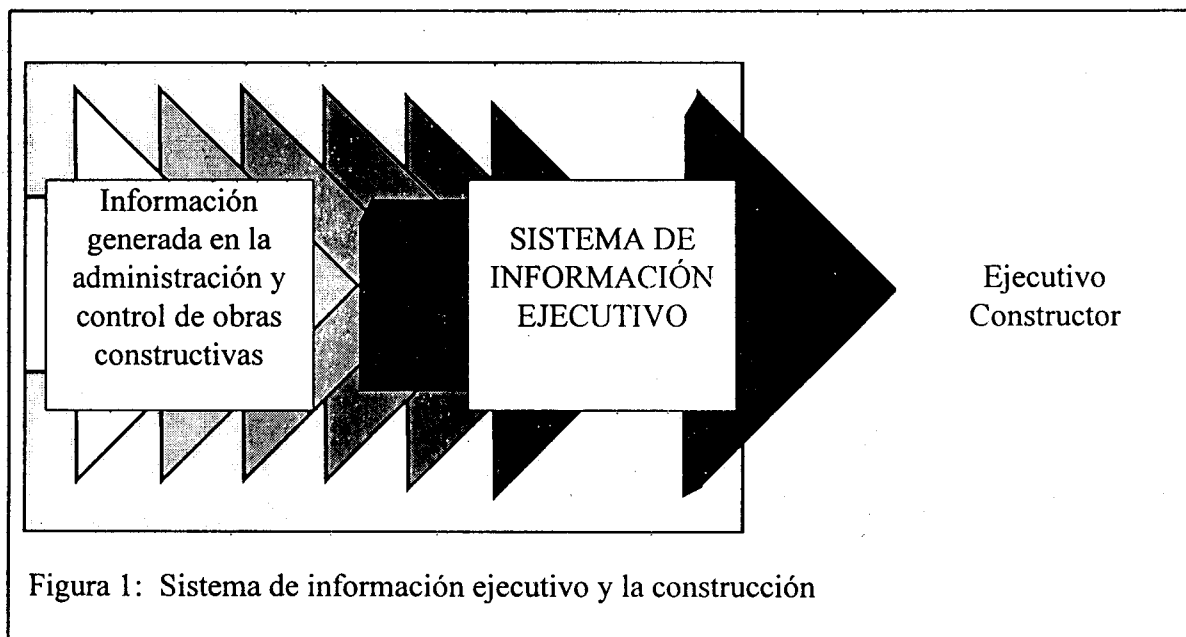 Información
generada en la
administración y
control de obras
constructivas
SISTEMA DE
INFORMACIÓN
EJECUTIVO
Ejecutivo
Constructor
Figura 1: Sistema de información ejecutivo y la construcción